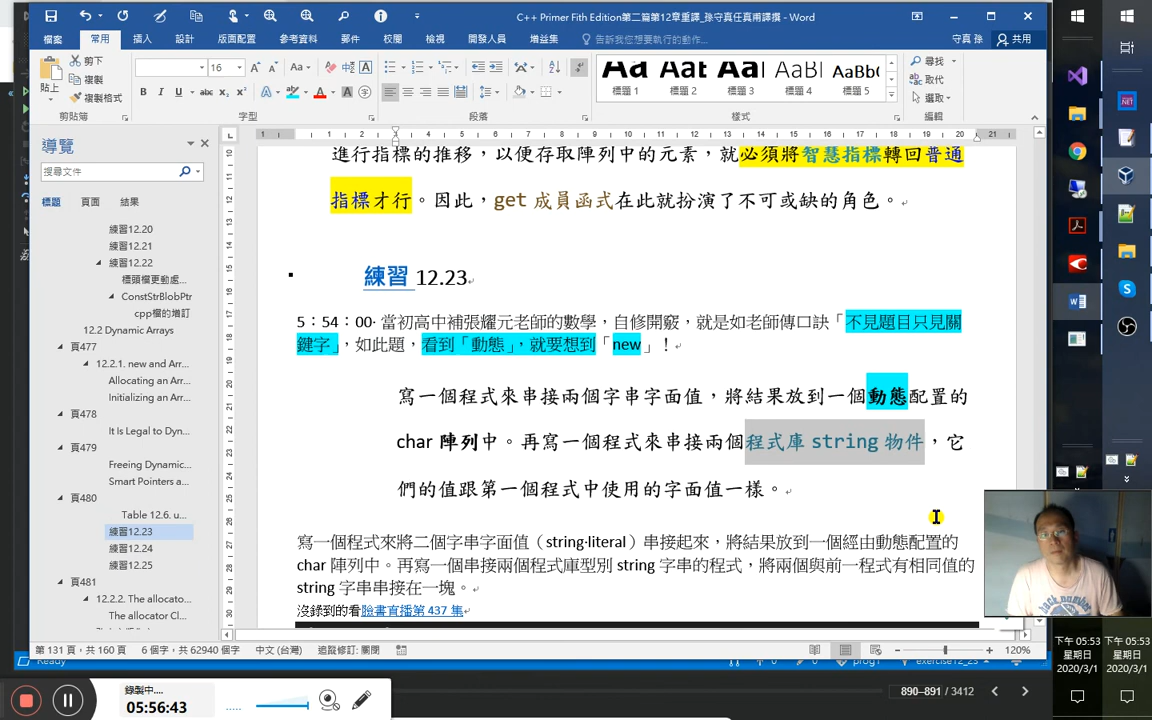 C++ Primer Fith Edition第二篇第12章重譯_孫守真任真甫譯撰 - Word
檔案
常用
插入
設計
版面配置
參考資料
郵件
校閱
檢視
開發人員
增益集
告訴我您想要執行的動作...
守真 孫
共用
貼上
剪下
複製
複製格式
16
標題 1
標題 2
標題 3
標題 4
標題 5
尋找
取代
選取
剪貼簿
字型
段落
樣式
編輯
導覽
搜尋文件
標題
頁面
結果
練習12.20
練習12.21
練習12.22
標頭檔更動處...
ConstStrBlobPtr
cpp檔的增訂
12.2 Dynamic Arrays
頁477
12.2.1. new and Arr...
Allocating an Arr...
Initializing an Arr...
頁478
It Is Legal to Dyn...
頁479
Freeing Dynamic...
Smart Pointers a...
頁480
Table 12.6. u...
練習12.23
練習12.24
練習12.25
頁481
12.2.2. The allocato...
The allocator Cl...
進行指標的推移，以便存取陣列中的元素，就必須將智慧指標轉回普通
指標才行。因此，get 成員函式在此就扮演了不可或缺的角色。
練習 12.23
5：54：00· 當初高中補張耀元老師的數學，自修開竅，就是如老師傳口訣「不見題目只見關
鍵字」，如此題，看到「動態」，就要想到「new」！
寫一個程式來串接兩個字串字面值，將結果放到一個動態配置的
char 陣列中。再寫一個程式來串接兩個程式庫 string 物件，它
們的值跟第一個程式中使用的字面值一樣。
寫一個程式來將二個字串字面值（string·literal）串接起來，將結果放到一個經由動態配置的
char 陣列中。再寫一個串接兩個程式庫型別 string 字串的程式，將兩個與前一程式有相同值的
string 字串串接在一塊。
沒錄到的看臉書直播第 437 集
第 131 頁，共 160 頁
6 個字，共 62940 個字
中文 (台灣)
追蹤修訂: 關閉
120%
Ready
prog1
exercise12_23
錄製中....
05:56:43
890–891 / 3412
下午 05:53
星期日
2020/3/1
下午 05:53
星期日
2020/3/1